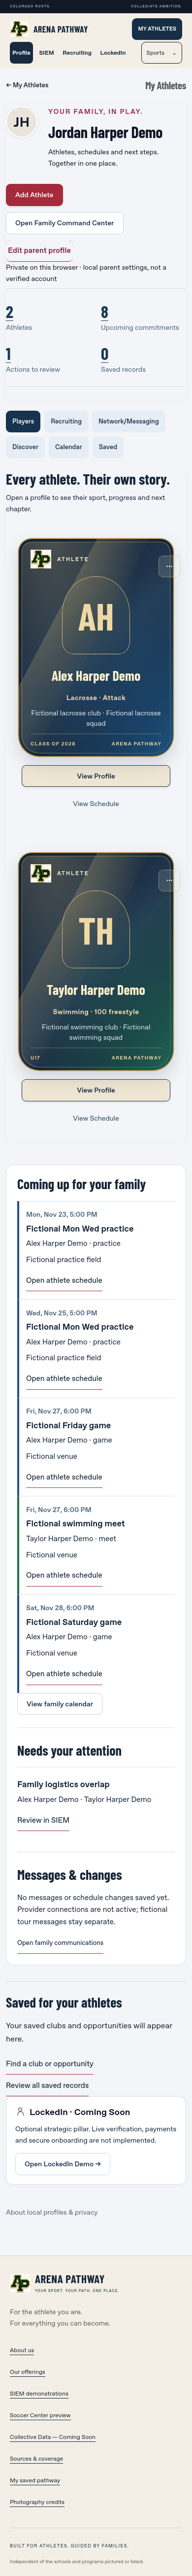 COLORADO ROOTS. COLLEGIATE AMBITION.
AP ARENA PATHWAY MY ATHLETES
Profile SIEM Recruiting LockedIn Sports
← My Athletes My Athletes
JH
YOUR FAMILY, IN PLAY.
Jordan Harper Demo
Athletes, schedules and next steps.
Together in one place.
Add Athlete
Open Family Command Center
Edit parent profile
Private on this browser · local parent settings, not a
verified account
2 8
Athletes Upcoming commitments
1 0
Actions to review Saved records
Players Recruiting Network/Messaging
Discover Calendar Saved
Every athlete. Their own story.
Open a profile to see their sport, progress and next
chapter.
AP ATHLETE ...
AH
Alex Harper Demo
Lacrosse · Attack
Fictional lacrosse club · Fictional lacrosse
squad
CLASS OF 2028 ARENA PATHWAY
View Profile
View Schedule
AP ATHLETE ...
TH
Taylor Harper Demo
Swimming · 100 freestyle
Fictional swimming club · Fictional
swimming squad
U17 ARENA PATHWAY
View Profile
View Schedule
Coming up for your family
Mon, Nov 23, 5:00 PM
Fictional Mon Wed practice
Alex Harper Demo · practice
Fictional practice field
Open athlete schedule
Wed, Nov 25, 5:00 PM
Fictional Mon Wed practice
Alex Harper Demo · practice
Fictional practice field
Open athlete schedule
Fri, Nov 27, 6:00 PM
Fictional Friday game
Alex Harper Demo · game
Fictional venue
Open athlete schedule
Fri, Nov 27, 6:00 PM
Fictional swimming meet
Taylor Harper Demo · meet
Fictional venue
Open athlete schedule
Sat, Nov 28, 6:00 PM
Fictional Saturday game
Alex Harper Demo · game
Fictional venue
Open athlete schedule
View family calendar
Needs your attention
Family logistics overlap
Alex Harper Demo · Taylor Harper Demo
Review in SIEM
Messages & changes
No messages or schedule changes saved yet.
Provider connections are not active; fictional
tour messages stay separate.
Open family communications
Saved for your athletes
Your saved clubs and opportunities will appear
here.
Find a club or opportunity
Review all saved records
LockedIn · Coming Soon
Optional strategic pillar. Live verification, payments
and secure onboarding are not implemented.
Open LockedIn Demo →
About local profiles & privacy
AP ARENA PATHWAY
YOUR SPORT. YOUR PATH. ONE PLACE.
For the athlete you are.
For everything you can become.
About us
Our offerings
SIEM demonstrations
Soccer Center preview
Collective Data — Coming Soon
Sources & coverage
My saved pathway
Photography credits
BUILT FOR ATHLETES. GUIDED BY FAMILIES.
Independent of the schools and programs pictured or listed.